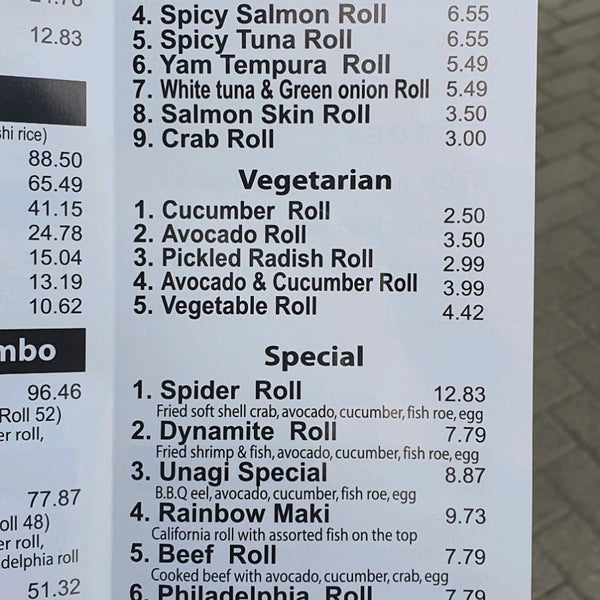 12.83
hi rice)
88.50
65.49
41.15
24.78
15.04
13.19
10.62
mbo
96.46
Roll 52)
er roll,
77.87
oll 48)
er roll,
delphia roll
51.32
4. Spicy Salmon Roll 6.55
5. Spicy Tuna Roll 6.55
6. Yam Tempura Roll 5.49
7. White tuna & Green onion Roll 5.49
8. Salmon Skin Roll 3.50
9. Crab Roll 3.00
Vegetarian
1. Cucumber Roll 2.50
2. Avocado Roll 3.50
3. Pickled Radish Roll 2.99
4. Avocado & Cucumber Roll 3.99
5. Vegetable Roll 4.42
Special
1. Spider Roll 12.83
Fried soft shell crab, avocado, cucumber, fish roe, egg
2. Dynamite Roll 7.79
Fried shrimp & fish, avocado, cucumber, fish roe, egg
3. Unagi Special 8.87
B.B.Q eel, avocado, cucumber, fish roe, egg
4. Rainbow Maki 9.73
California roll with assorted fish on the top
5. Beef Roll 7.79
Cooked beef with avocado, cucumber, crab, egg
6. Philadelphia Roll 7.79